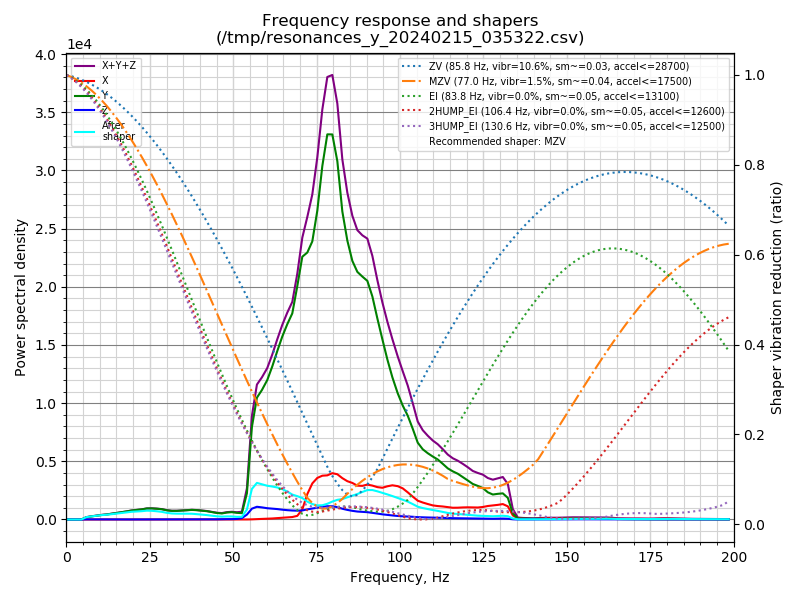 Frequency response and shapers
(/tmp/resonances_y_20240215_035322.csv)
1e4
X+Y+Z
X
Y
Z
After
shaper
ZV (85.8 Hz, vibr=10.6%, sm~=0.03, accel<=28700)
MZV (77.0 Hz, vibr=1.5%, sm~=0.04, accel<=17500)
EI (83.8 Hz, vibr=0.0%, sm~=0.05, accel<=13100)
2HUMP_EI (106.4 Hz, vibr=0.0%, sm~=0.05, accel<=12600)
3HUMP_EI (130.6 Hz, vibr=0.0%, sm~=0.05, accel<=12500)
Recommended shaper: MZV
4.0
3.5
3.0
2.5
2.0
1.5
1.0
0.5
0.0
Power spectral density
1.0
0.8
0.6
0.4
0.2
0.0
Shaper vibration reduction (ratio)
0 25 50 75 100 125 150 175 200
Frequency, Hz